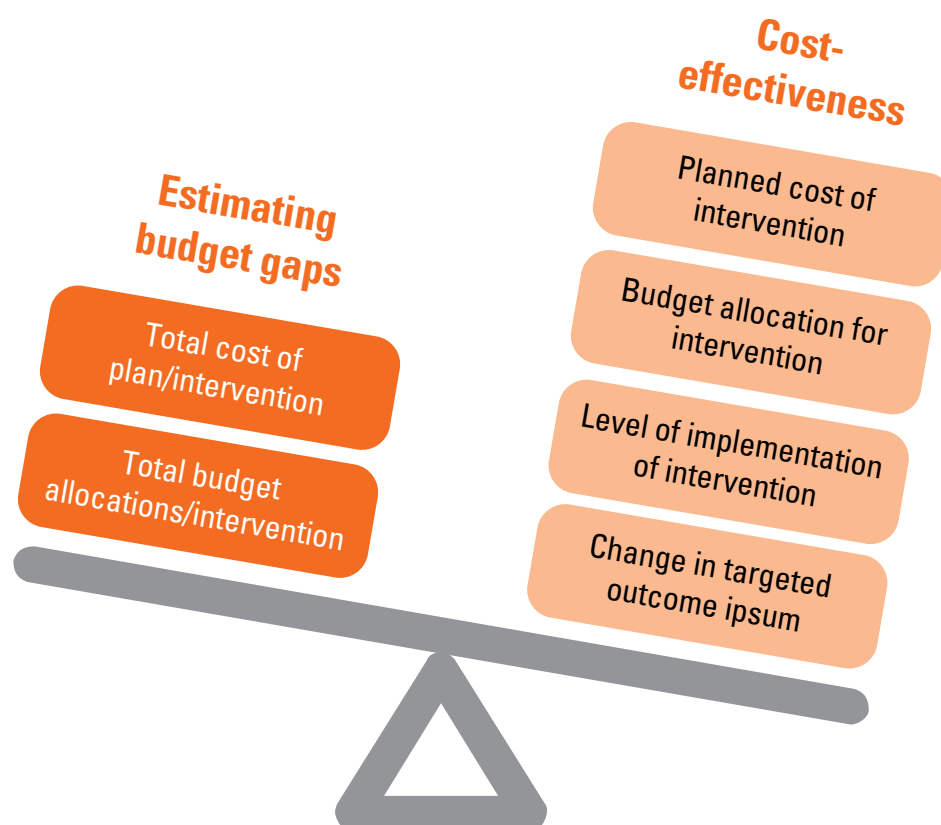 Estimating
budget gaps
Total cost of
plan/intervention
Total budget
allocations/intervention
Cost-
effectiveness
Planned cost of
intervention
Budget allocation for
intervention
Level of implementation
of intervention
Change in targeted
outcome ipsum